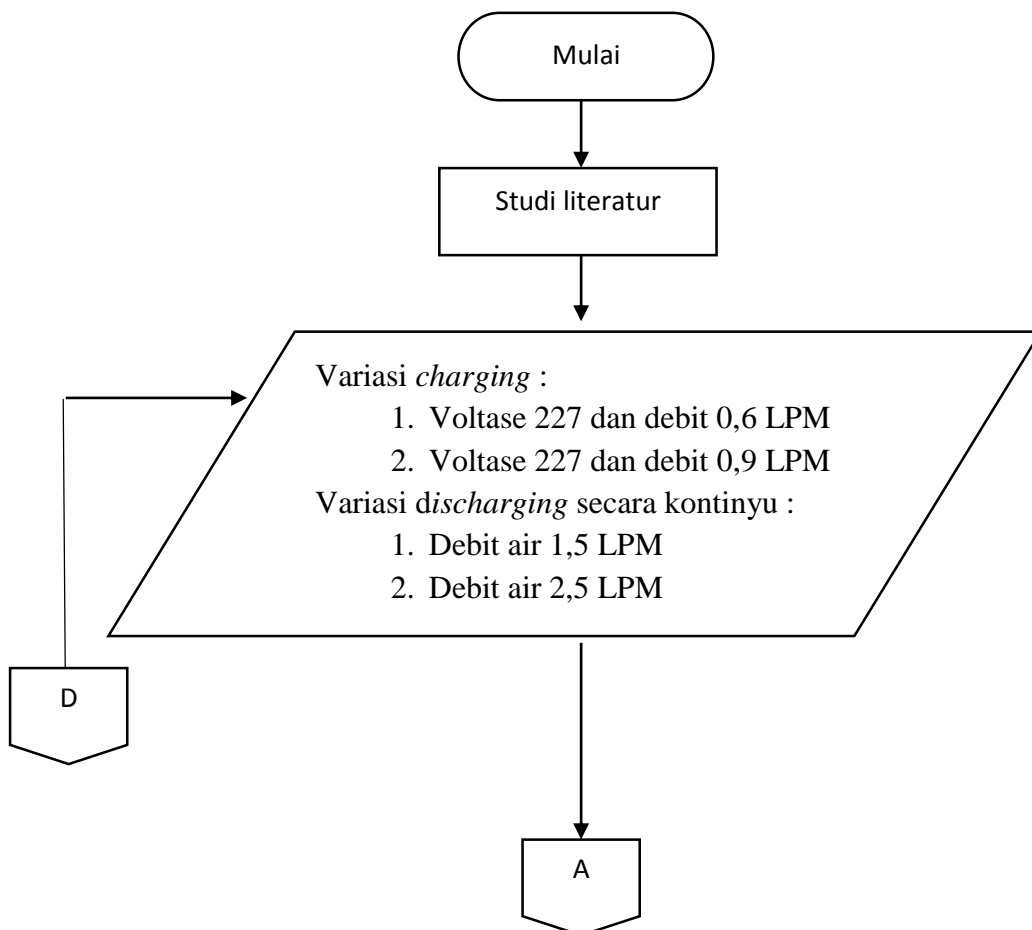 Mulai
Studi literatur
Variasi charging :
1. Voltase 227 dan debit 0,6 LPM
2. Voltase 227 dan debit 0,9 LPM
Variasi discharging secara kontinyu :
1. Debit air 1,5 LPM
2. Debit air 2,5 LPM
D
A